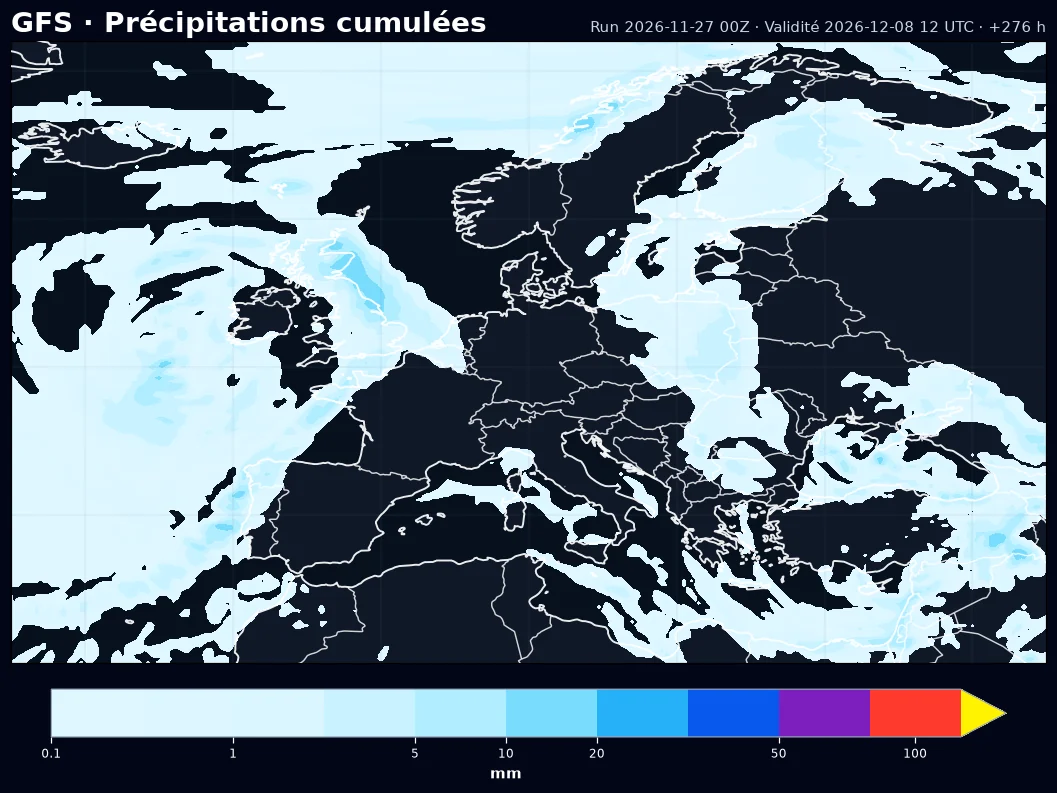 GFS · Précipitations cumulées
Run 2026-11-27 00Z · Validité 2026-12-08 12 UTC · +276 h
0.1 1 5 10 20 50 100
mm